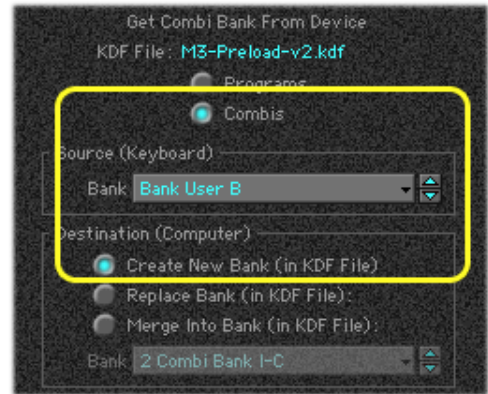 Get Combi Bank From Device
KDF File: M3-Preload-v2.kdf
Programs
Combis
Source (Keyboard)
Bank Bank User B
Destination (Computer)
Create New Bank (in KDF File)
Replace Bank (in KDF File):
Merge Into Bank (in KDF File):
Bank 2 Combi Bank I-C